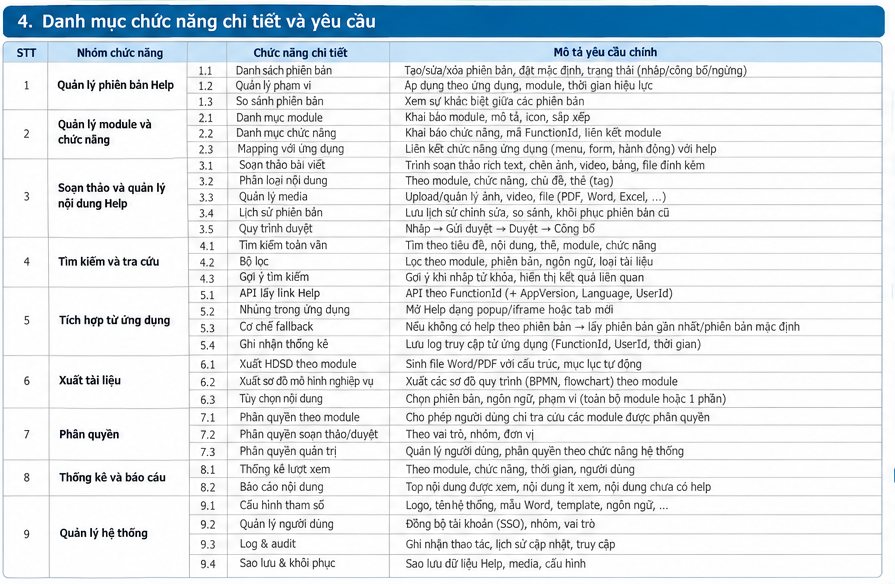 4. Danh mục chức năng chi tiết và yêu cầu
STT Nhóm chức năng Chức năng chi tiết Mô tả yêu cầu chính
1 Quản lý phiên bản Help
1.1 Danh sách phiên bản Tạo/sửa/xóa phiên bản, đặt mặc định, trạng thái (nháp/công bố/ngừng)
1.2 Quản lý phạm vi Áp dụng theo ứng dụng, module, thời gian hiệu lực
1.3 So sánh phiên bản Xem sự khác biệt giữa các phiên bản
2 Quản lý module và
chức năng
2.1 Danh mục module Khai báo module, mô tả, icon, sắp xếp
2.2 Danh mục chức năng Khai báo chức năng, mã FunctionId, liên kết module
2.3 Mapping với ứng dụng Liên kết chức năng ứng dụng (menu, form, hành động) với help
3 Soạn thảo và quản lý
nội dung Help
3.1 Soạn thảo bài viết Trình soạn thảo rich text, chèn ảnh, video, bảng, file đính kèm
3.2 Phân loại nội dung Theo module, chức năng, chủ đề, thẻ (tag)
3.3 Quản lý media Upload/quản lý ảnh, video, file (PDF, Word, Excel, ...)
3.4 Lịch sử phiên bản Lưu lịch sử chỉnh sửa, so sánh, khôi phục phiên bản cũ
3.5 Quy trình duyệt Nháp → Gửi duyệt → Duyệt → Công bố
4 Tìm kiếm và tra cứu
4.1 Tìm kiếm toàn văn Tìm theo tiêu đề, nội dung, thẻ, module, chức năng
4.2 Bộ lọc Lọc theo module, phiên bản, ngôn ngữ, loại tài liệu
4.3 Gợi ý tìm kiếm Gợi ý khi nhập từ khóa, hiển thị kết quả liên quan
5 Tích hợp từ ứng dụng
5.1 API lấy link Help API theo FunctionId (+ AppVersion, Language, UserId)
5.2 Nhúng trong ứng dụng Mở Help dạng popup/iframe hoặc tab mới
5.3 Cơ chế fallback Nếu không có help theo phiên bản → lấy phiên bản gần nhất/phiên bản mặc định
5.4 Ghi nhận thống kê Lưu log truy cập từ ứng dụng (FunctionId, UserId, thời gian)
6 Xuất tài liệu
6.1 Xuất HDSD theo module Sinh file Word/PDF với cấu trúc, mục lục tự động
6.2 Xuất sơ đồ mô hình nghiệp vụ Xuất các sơ đồ quy trình (BPMN, flowchart) theo module
6.3 Tùy chọn nội dung Chọn phiên bản, ngôn ngữ, phạm vi (toàn bộ module hoặc 1 phần)
7 Phân quyền
7.1 Phân quyền theo module Cho phép người dùng chỉ tra cứu các module được phân quyền
7.2 Phân quyền soạn thảo/duyệt Theo vai trò, nhóm, đơn vị
7.3 Phân quyền quản trị Quản lý người dùng, phân quyền theo chức năng hệ thống
8 Thống kê và báo cáu
8.1 Thống kê lượt xem Theo module, chức năng, thời gian, người dùng
8.2 Báo cáo nội dung Top nội dung được xem, nội dung ít xem, nội dung chưa có help
9 Quản lý hệ thống
9.1 Cấu hình tham số Logo, tênhệ thống, mẫu Word, template, ngôn ngữ, ...
9.2 Quản lý người dùng Đồng bộ tài khoản (SSO), nhóm, vai trò
9.3 Log & audit Ghi nhận thao tác, lịch sử cập nhật, truy cập
9.4 Sao lưu & khôi phục Sao lưu dữ liệu Help, media, cấu hình